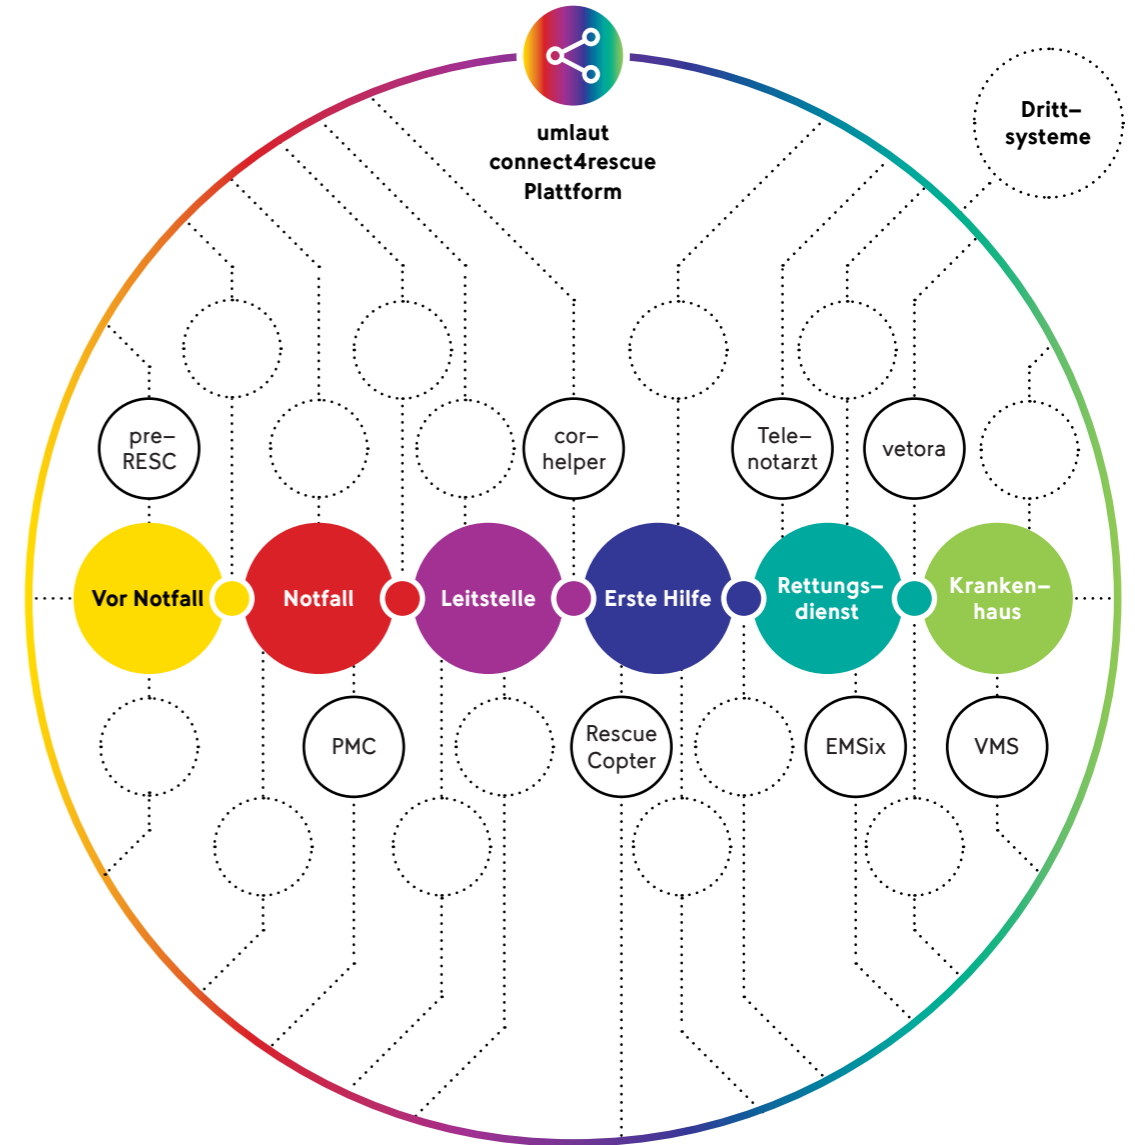 umlaut
connect4rescue
Plattform
Dritt–
systeme
pre–
RESC
cor–
helper
Tele–
notarzt
vetora
Vor Notfall
Notfall
Leitstelle
Erste Hilfe
Rettungs–
dienst
Kranken–
haus
PMC
Rescue
Copter
EMSix
VMS